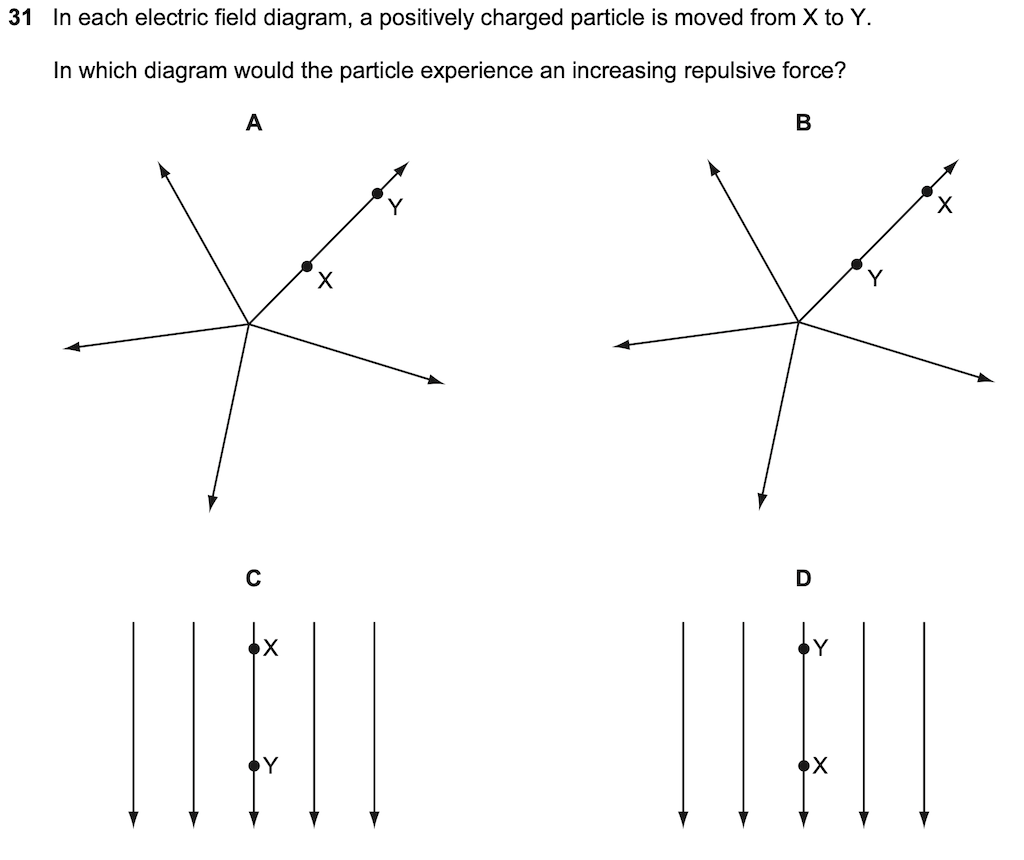 31 In each electric field diagram, a positively charged particle is moved from X to Y.
In which diagram would the particle experience an increasing repulsive force?
A B
Y X
X Y
C D
X Y
Y X